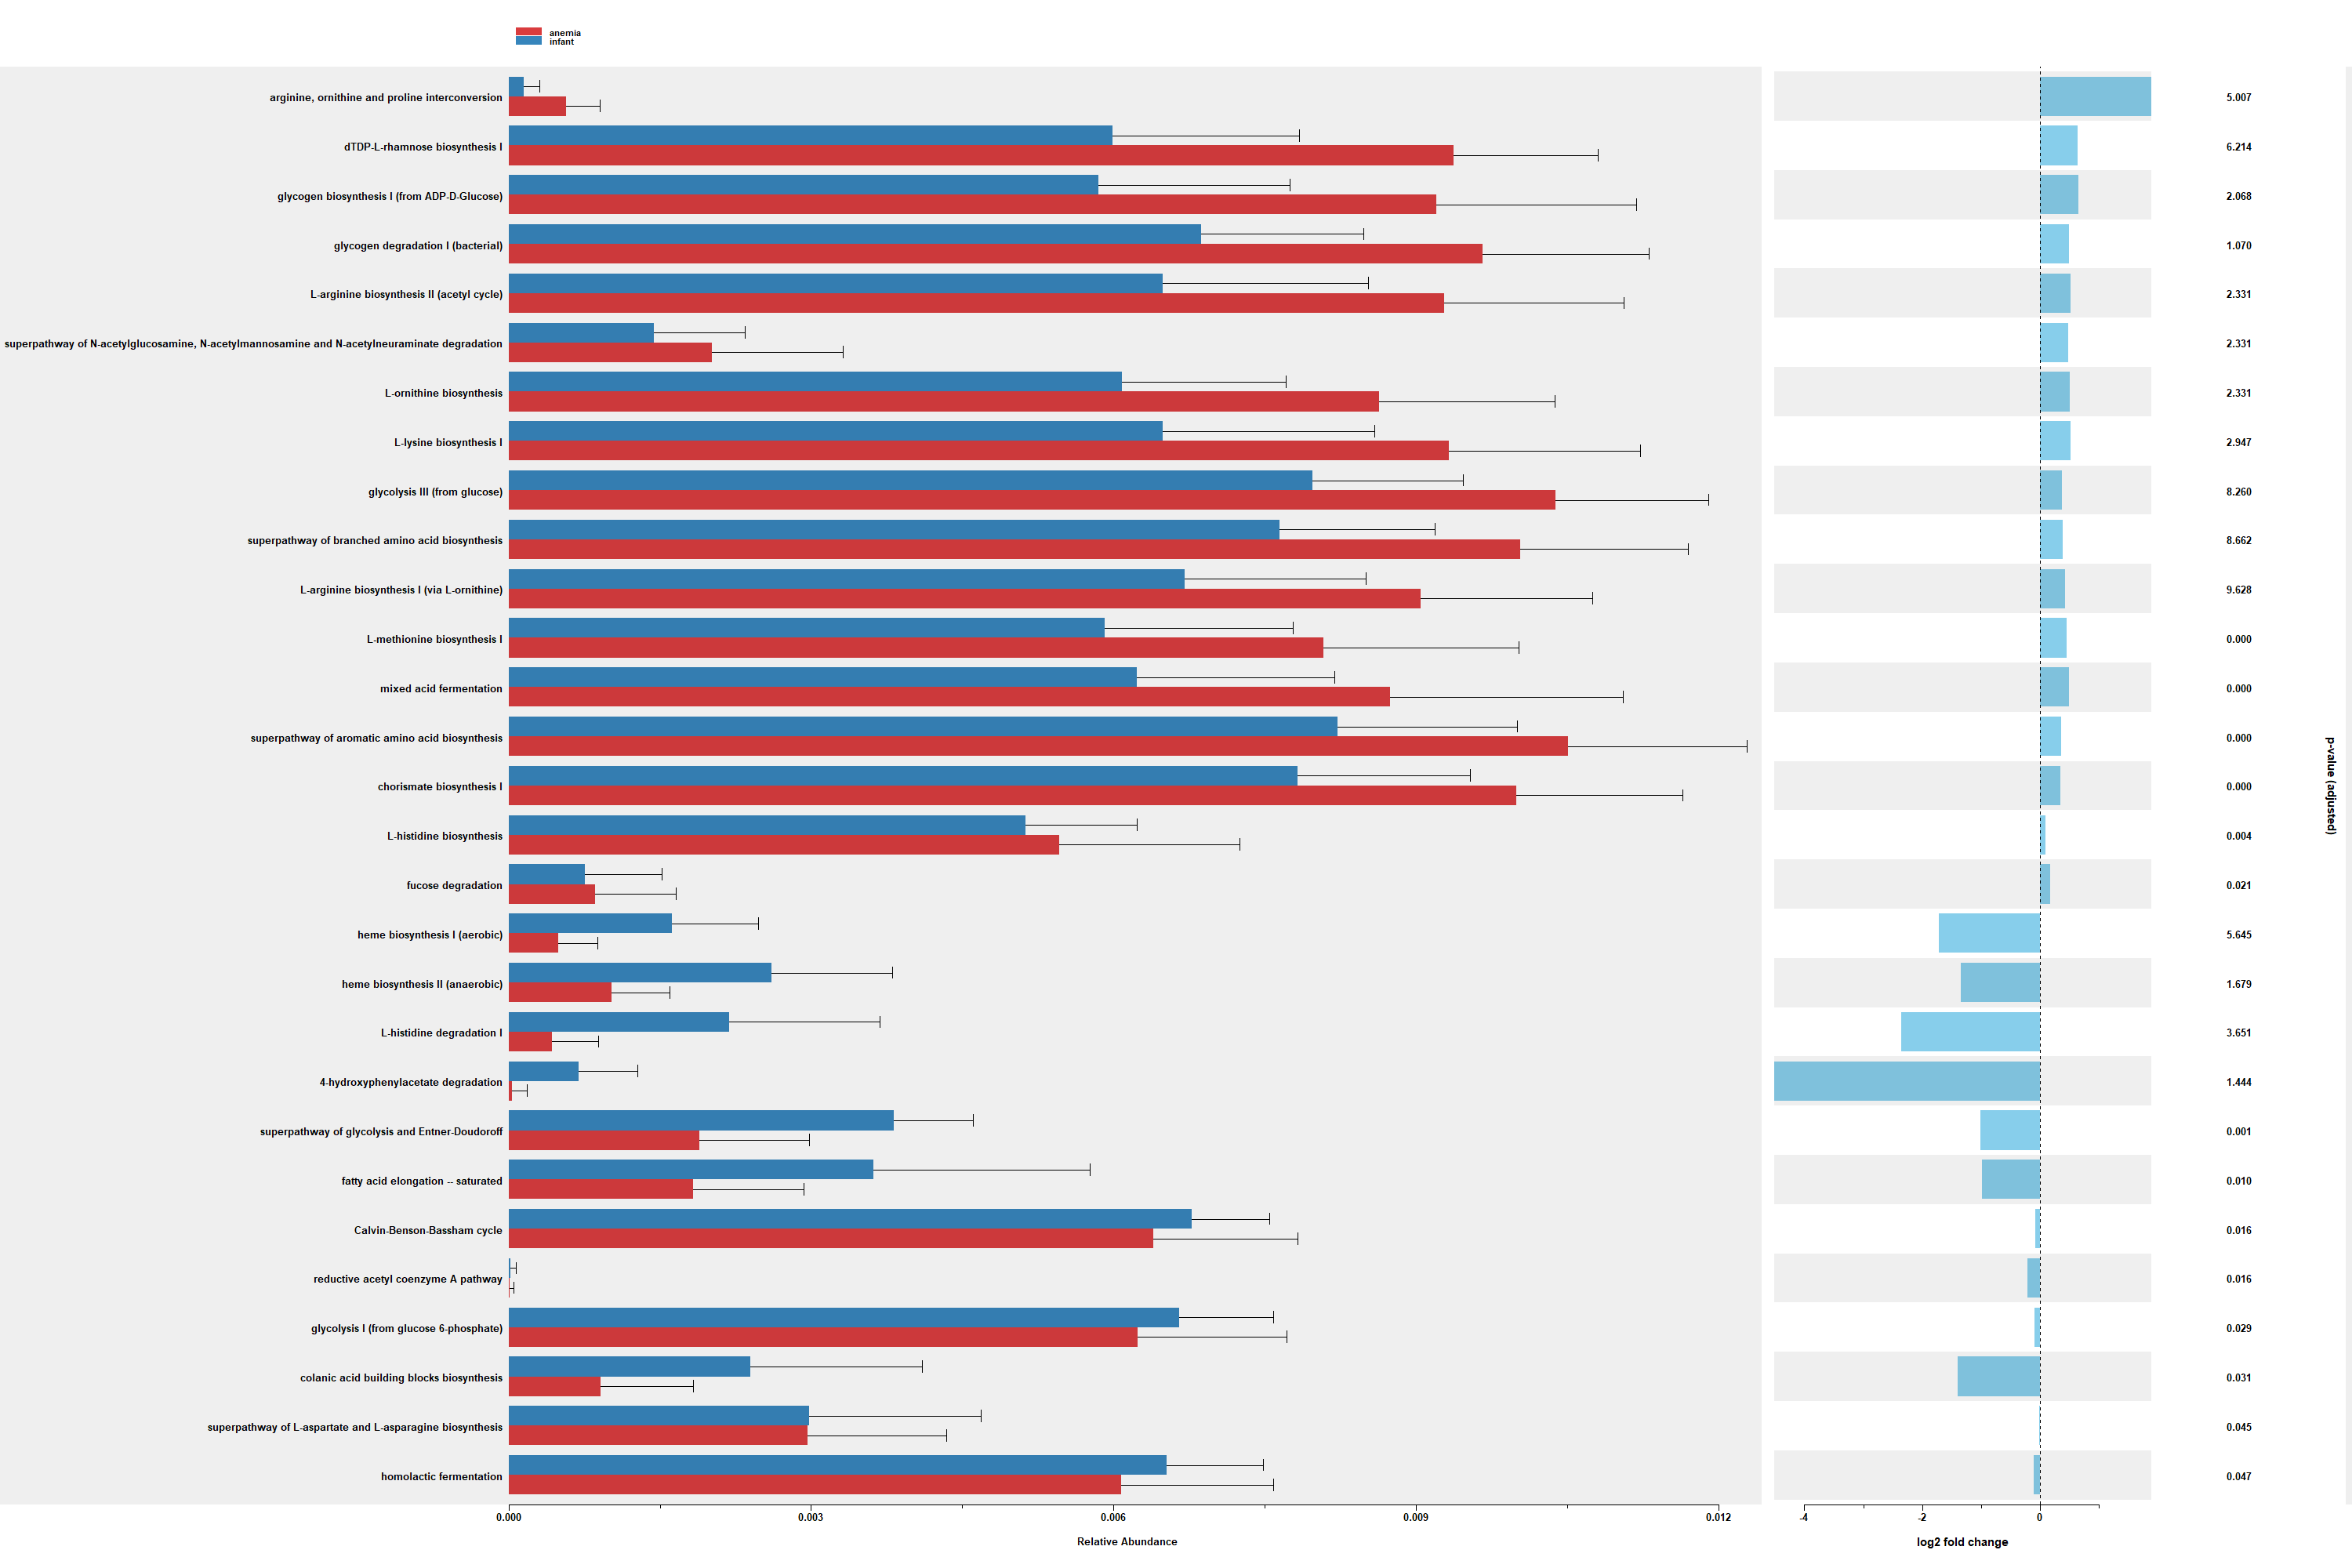 anemia
infant
arginine, ornithine and proline interconversion 5.007
dTDP-L-rhamnose biosynthesis I 6.214
glycogen biosynthesis I (from ADP-D-Glucose) 2.068
glycogen degradation I (bacterial) 1.070
L-arginine biosynthesis II (acetyl cycle) 2.331
superpathway of N-acetylglucosamine, N-acetylmannosamine and N-acetylneuraminate degradation 2.331
L-ornithine biosynthesis 2.331
L-lysine biosynthesis I 2.947
glycolysis III (from glucose) 8.260
superpathway of branched amino acid biosynthesis 8.662
L-arginine biosynthesis I (via L-ornithine) 9.628
L-methionine biosynthesis I 0.000
mixed acid fermentation 0.000
superpathway of aromatic amino acid biosynthesis 0.000
chorismate biosynthesis I 0.000
L-histidine biosynthesis 0.004
fucose degradation 0.021
heme biosynthesis I (aerobic) 5.645
heme biosynthesis II (anaerobic) 1.679
L-histidine degradation I 3.651
4-hydroxyphenylacetate degradation 1.444
superpathway of glycolysis and Entner-Doudoroff 0.001
fatty acid elongation -- saturated 0.010
Calvin-Benson-Bassham cycle 0.016
reductive acetyl coenzyme A pathway 0.016
glycolysis I (from glucose 6-phosphate) 0.029
colanic acid building blocks biosynthesis 0.031
superpathway of L-aspartate and L-asparagine biosynthesis 0.045
homolactic fermentation 0.047
p-value (adjusted)
0.000 0.003 0.006 0.009 0.012 -4 -2 0
Relative Abundance log2 fold change